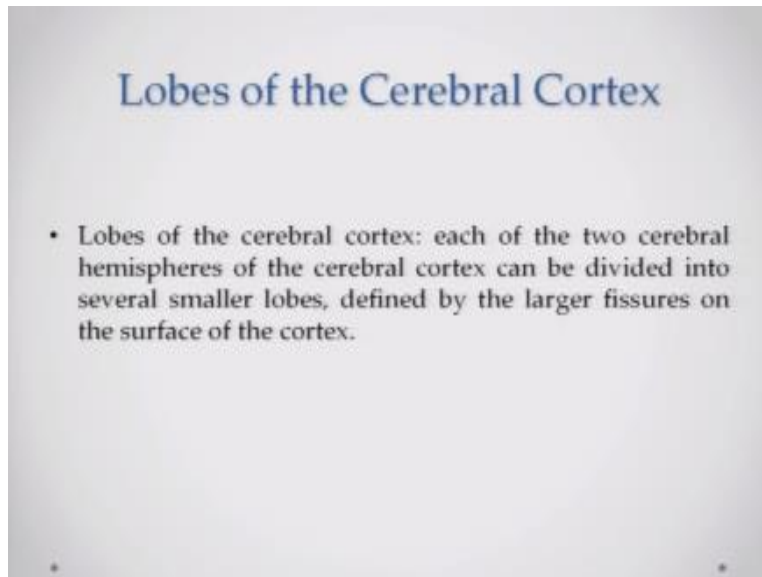 Lobes of the Cerebral Cortex
• Lobes of the cerebral cortex: each of the two cerebral
hemispheres of the cerebral cortex can be divided into
several smaller lobes, defined by the larger fissures on
the surface of the cortex.